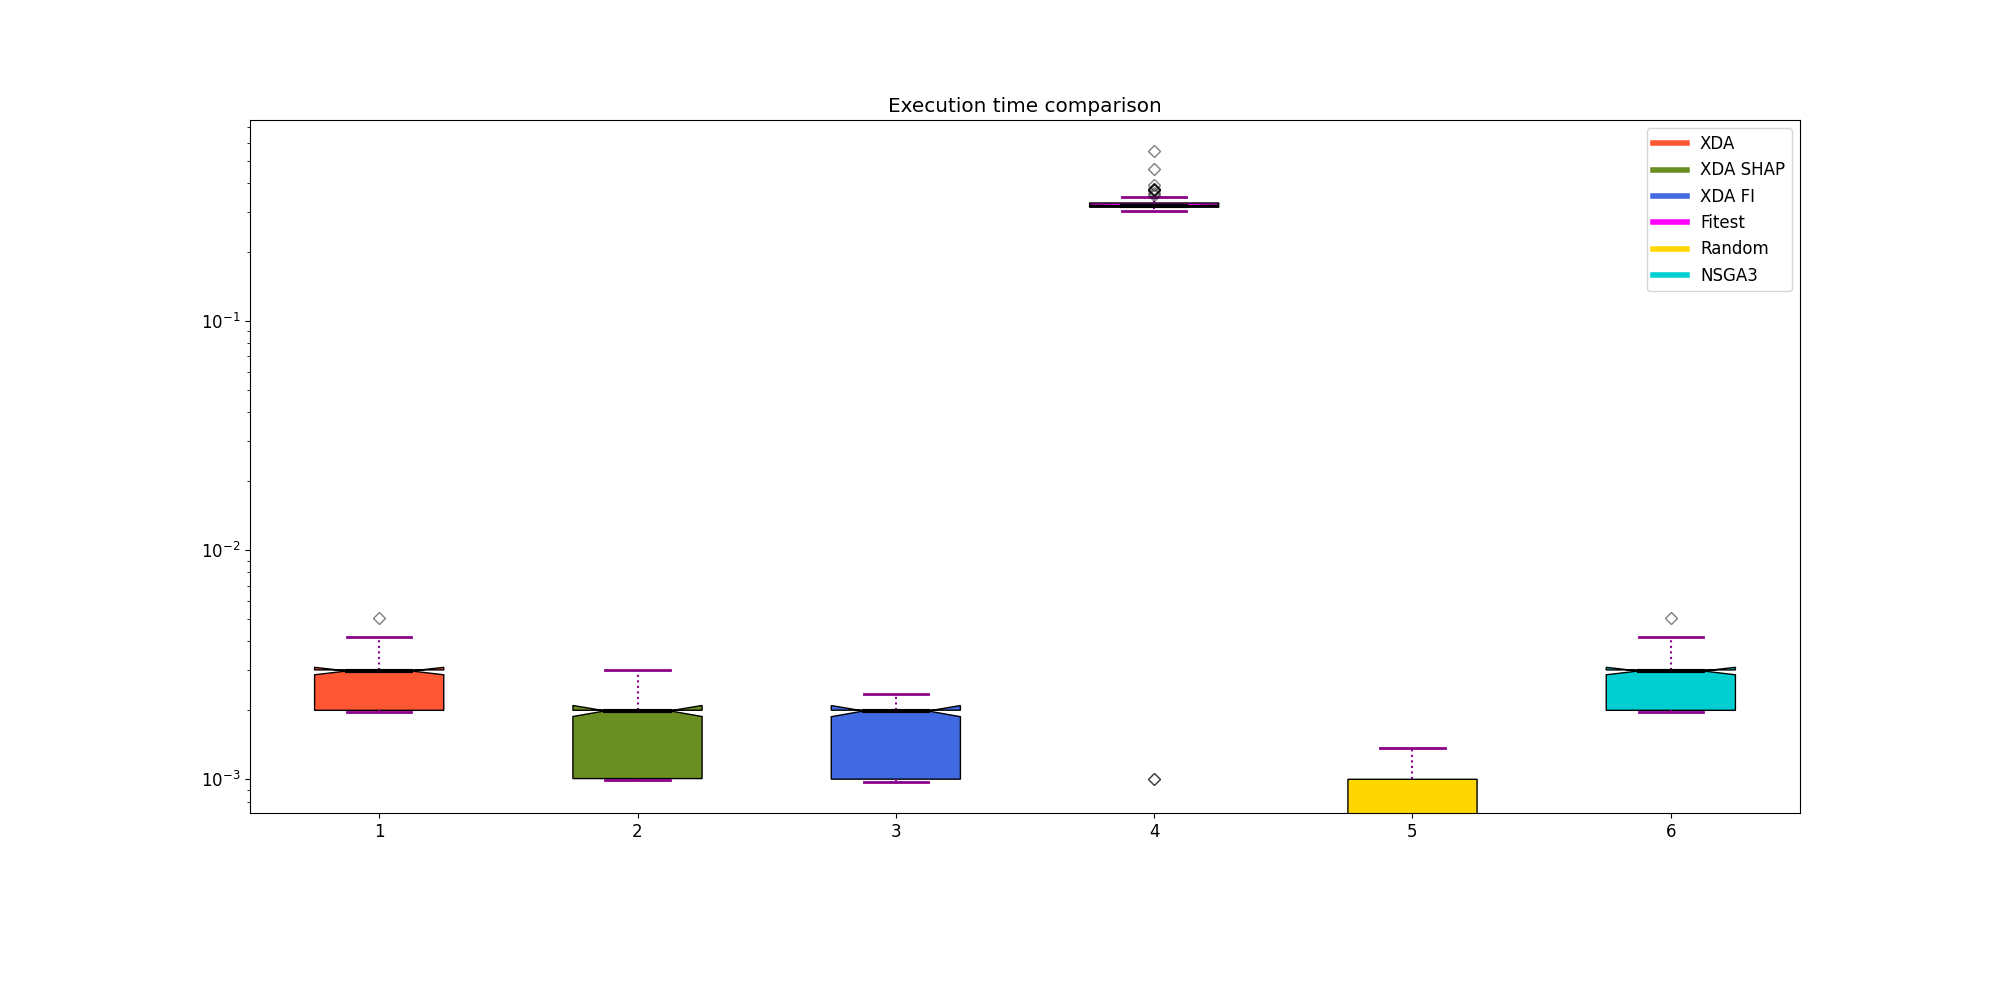 Execution time comparison
XDA
XDA SHAP
XDA FI
Fitest
Random
NSGA3
10⁻¹
10⁻²
10⁻³
1 2 3 4 5 6